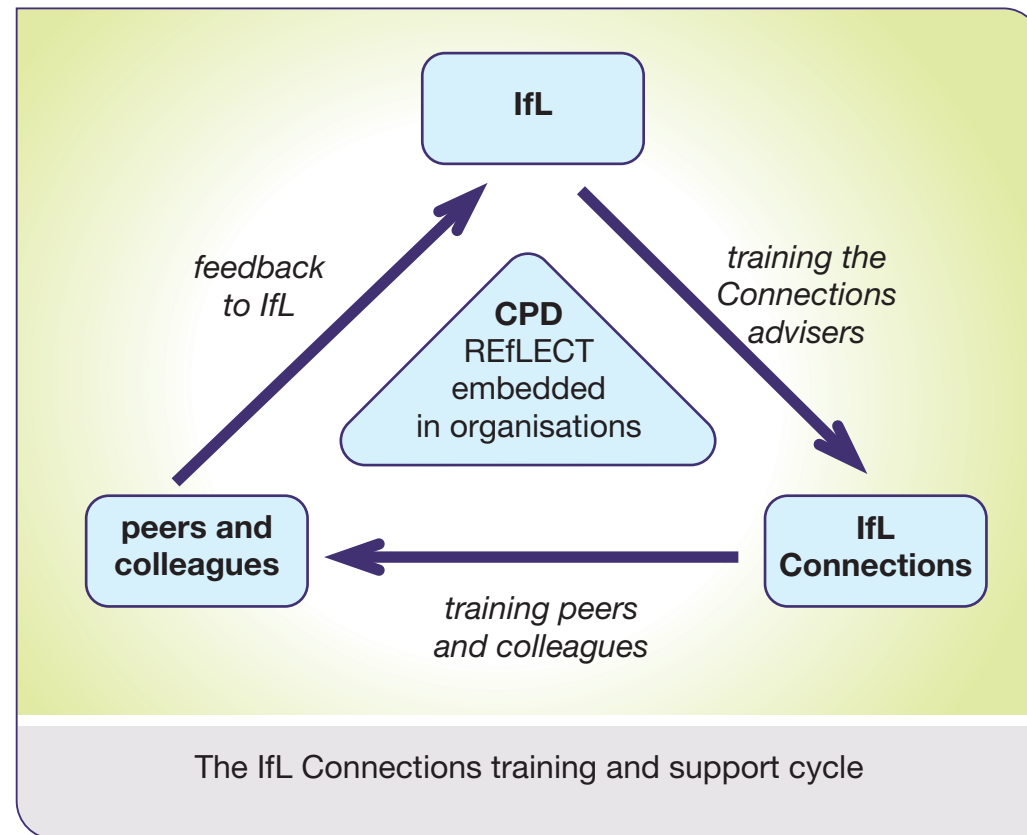 IfL
feedback
to IfL
training the
Connections
advisers
CPD
REfLECT
embedded
in organisations
peers and
colleagues
IfL
Connections
training peers
and colleagues
The IfL Connections training and support cycle